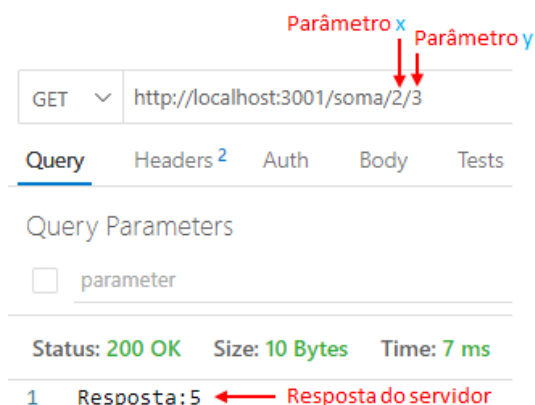 Parâmetro x
Parâmetro y
GET http://localhost:3001/soma/2/3
Query Headers 2 Auth Body Tests
Query Parameters
parameter
Status: 200 OK Size: 10 Bytes Time: 7 ms
1 Resposta:5 Resposta do servidor